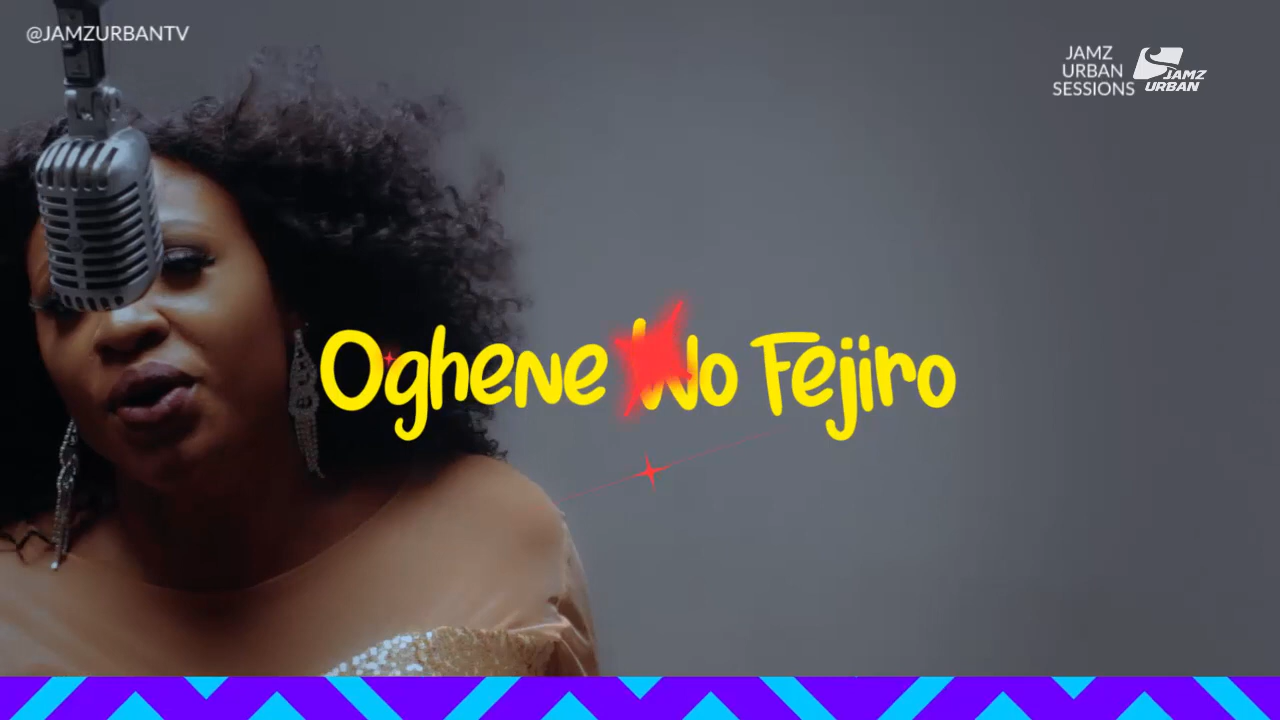 @JAMZURBANTV
JAMZ
URBAN
SESSIONS
JAMZ
URBAN
Oghene Wo Fejiro